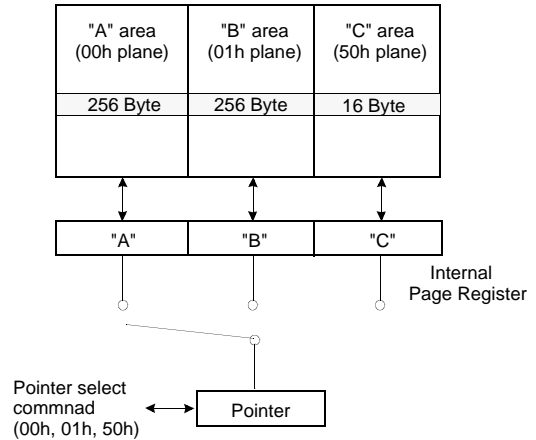 "A" area
(00h plane)
"B" area
(01h plane)
"C" area
(50h plane)
256 Byte
256 Byte
16 Byte
"A"
"B"
"C"
Internal
Page Register
Pointer select
commnad
(00h, 01h, 50h)
Pointer